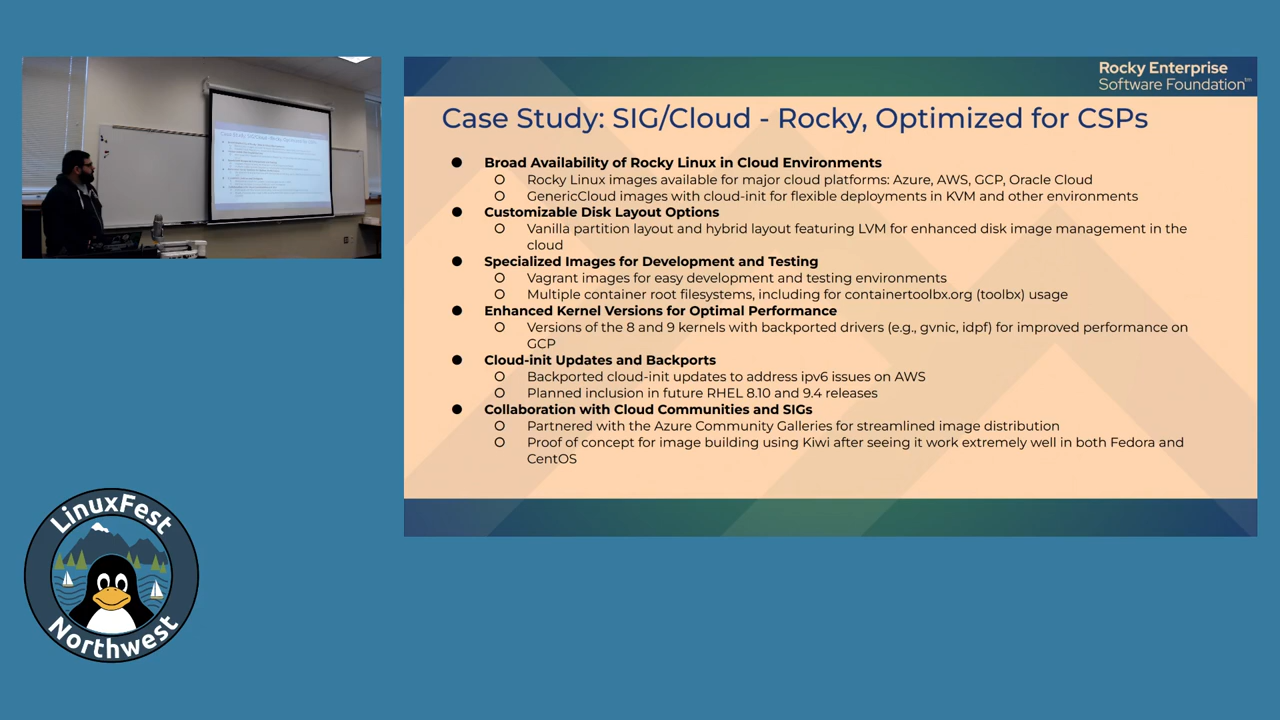 Rocky Enterprise
Software Foundation™
Case Study: SIG/Cloud - Rocky, Optimized for CSPs
● Broad Availability of Rocky Linux in Cloud Environments
○ Rocky Linux images available for major cloud platforms: Azure, AWS, GCP, Oracle Cloud
○ GenericCloud images with cloud-init for flexible deployments in KVM and other environments
● Customizable Disk Layout Options
○ Vanilla partition layout and hybrid layout featuring LVM for enhanced disk image management in the
cloud
● Specialized Images for Development and Testing
○ Vagrant images for easy development and testing environments
○ Multiple container root filesystems, including for containertoolbx.org (toolbx) usage
● Enhanced Kernel Versions for Optimal Performance
○ Versions of the 8 and 9 kernels with backported drivers (e.g., gvnic, idpf) for improved performance on
GCP
● Cloud-init Updates and Backports
○ Backported cloud-init updates to address ipv6 issues on AWS
○ Planned inclusion in future RHEL 8.10 and 9.4 releases
● Collaboration with Cloud Communities and SIGs
○ Partnered with the Azure Community Galleries for streamlined image distribution
○ Proof of concept for image building using Kiwi after seeing it work extremely well in both Fedora and
CentOS
LinuxFest
Northwest